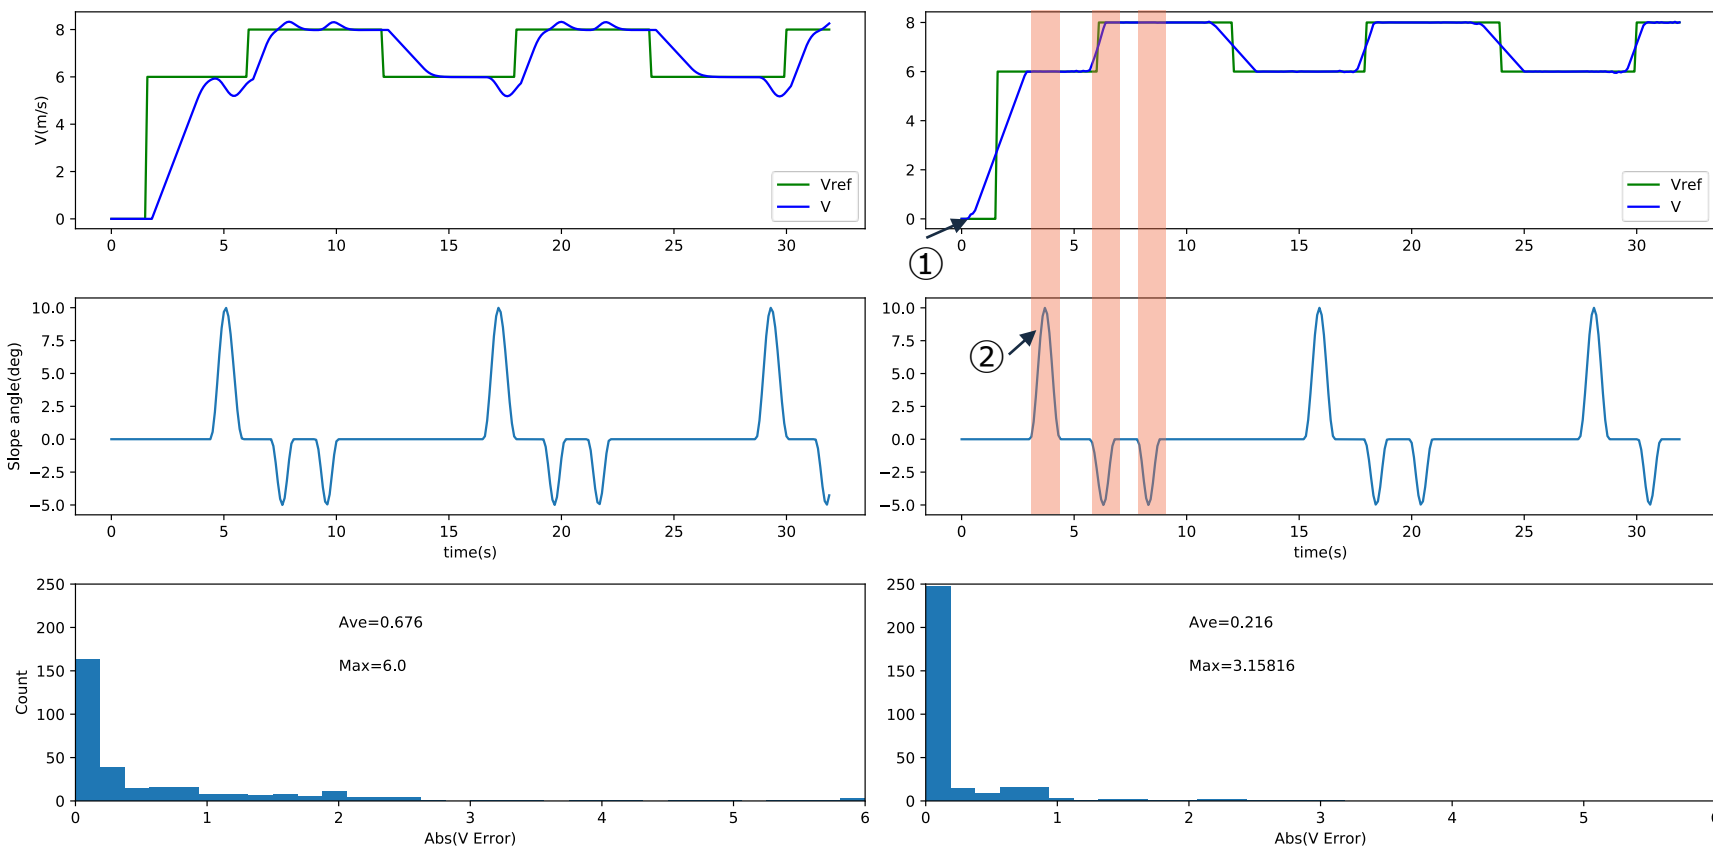 V(m/s)
8
6
4
2
0
Vref
V
0 5 10 15 20 25 30
8
6
4
2
0
Vref
V
0 5 10 15 20 25 30
①
Slope angle(deg)
10.0
7.5
5.0
2.5
0.0
−2.5
−5.0
0 5 10 15 20 25 30
time(s)
10.0
7.5
5.0
2.5
0.0
−2.5
−5.0
②
0 5 10 15 20 25 30
time(s)
Count
250
200
150
100
50
0
Ave=0.676
Max=6.0
0 1 2 3 4 5 6
Abs(V Error)
250
200
150
100
50
0
Ave=0.216
Max=3.15816
0 1 2 3 4 5 6
Abs(V Error)